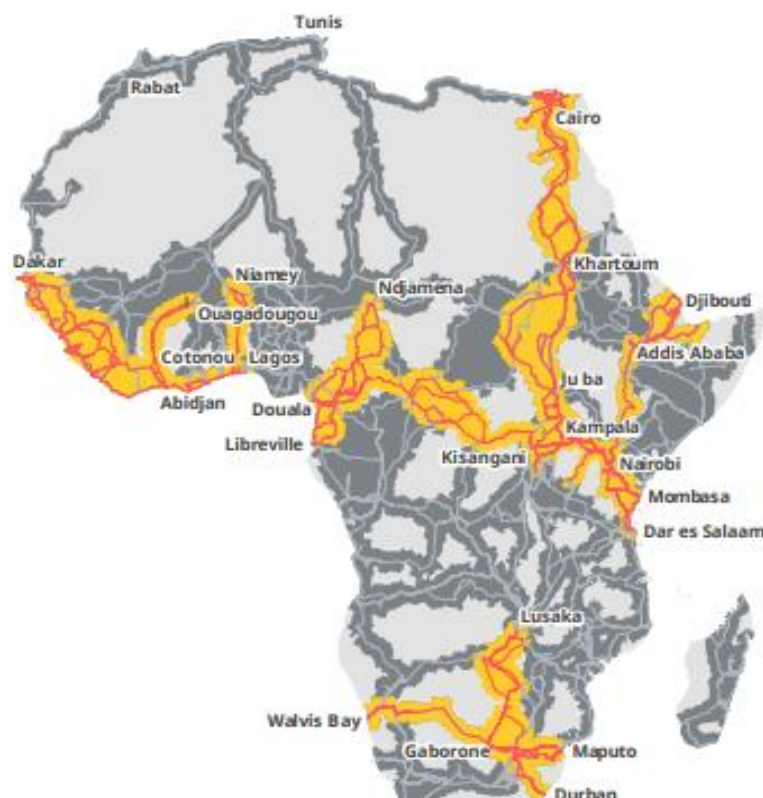 Tunis
Rabat
Cairo
Dakar
Niamey
Ndjamena
Khartoum
Djibouti
Ouagadougou
Cotonou
Lagos
Addis Ababa
Abidjan
Douala
Juba
Kampala
Libreville
Kisangani
Nairobi
Mombasa
Dar es Salaam
Lusaka
Walvis Bay
Gaborone
Maputo
Durban